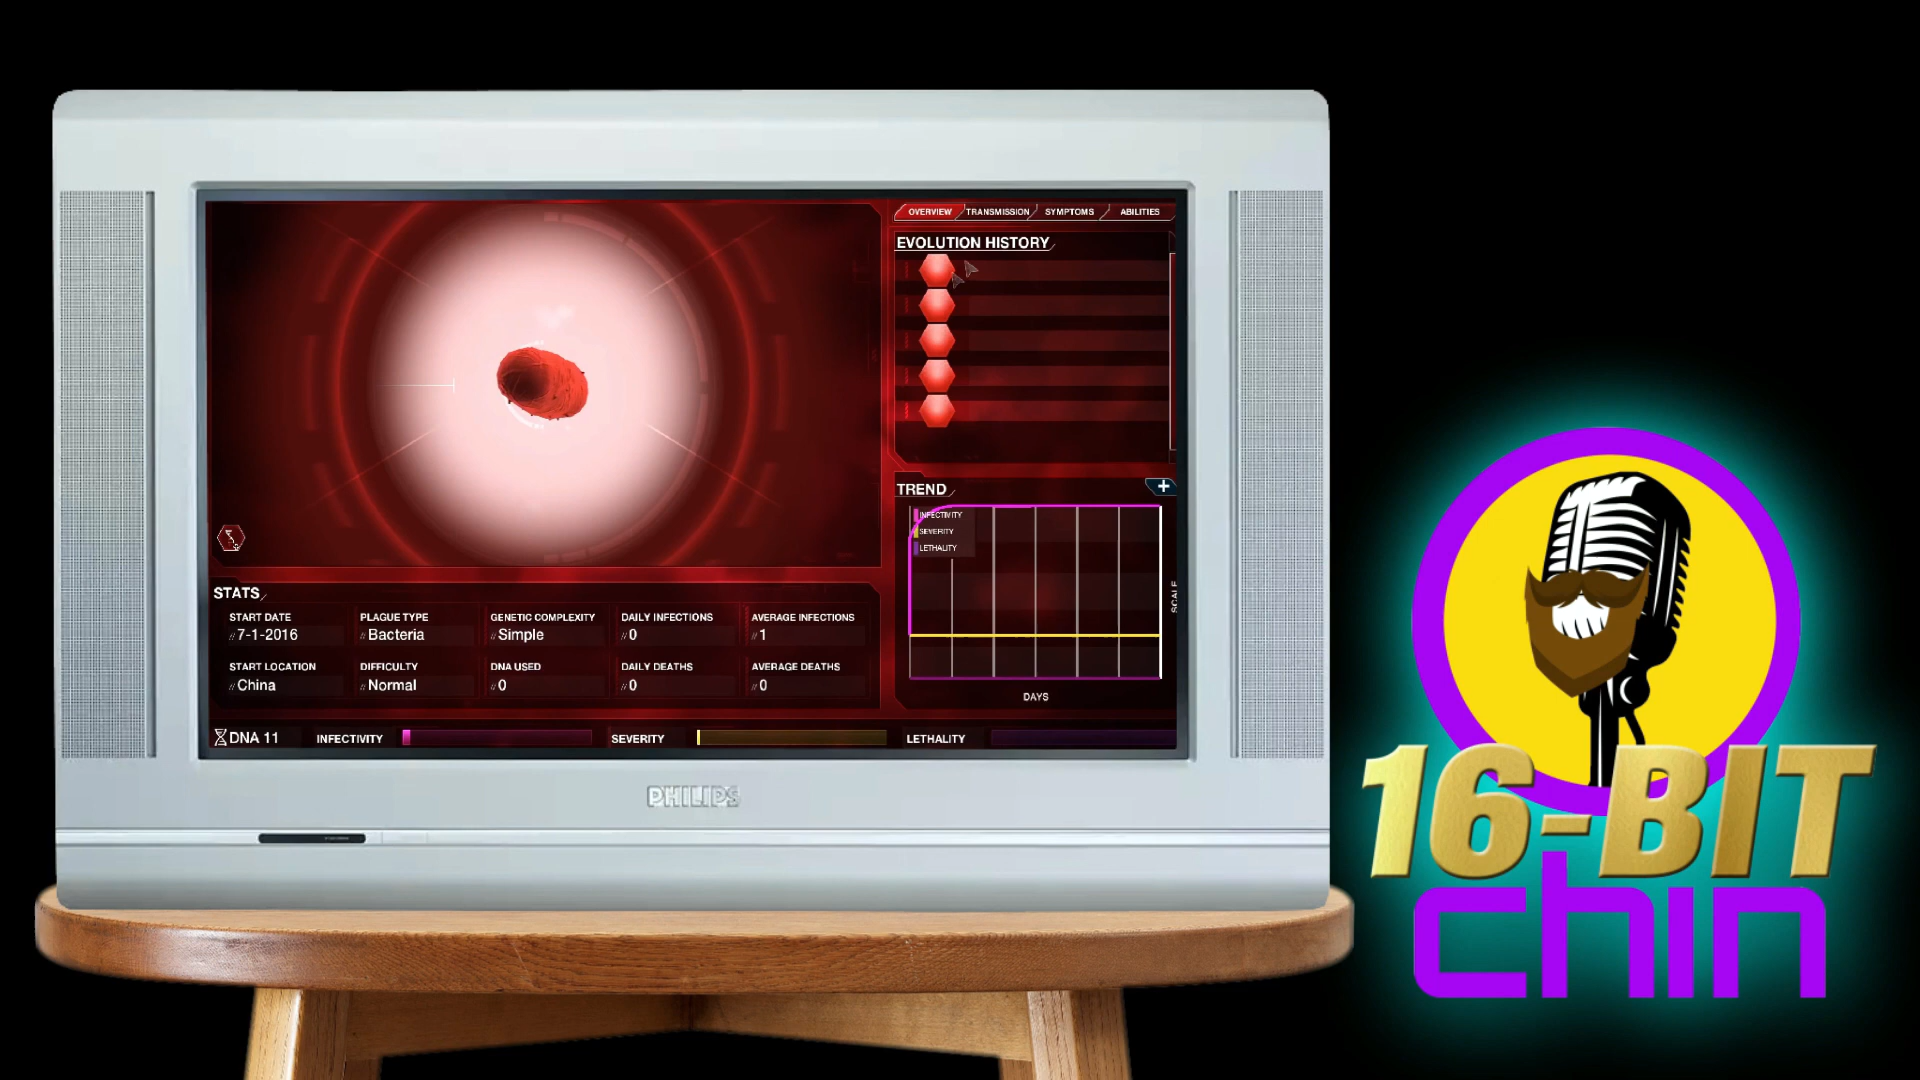 OVERVIEW TRANSMISSION SYMPTOMS ABILITIES
EVOLUTION HISTORY
TREND
INFECTIVITY
SEVERITY
LETHALITY
SCALE
DAYS
STATS
START DATE PLAGUE TYPE GENETIC COMPLEXITY DAILY INFECTIONS AVERAGE INFECTIONS
// 7-1-2016 // Bacteria // Simple // 0 // 1
START LOCATION DIFFICULTY DNA USED DAILY DEATHS AVERAGE DEATHS
// China // Normal // 0 // 0 // 0
DNA 11 INFECTIVITY SEVERITY LETHALITY
PHILIPS
16-BIT
chin